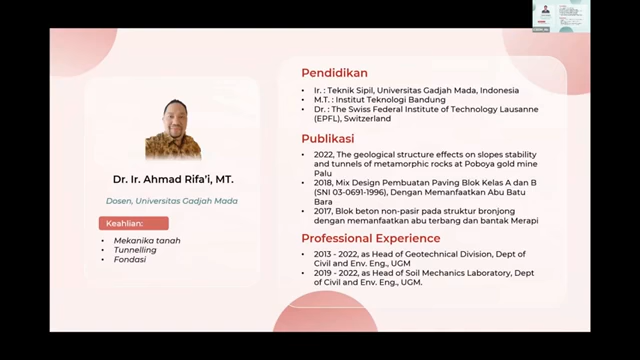 Dr. Ir. Ahmad Rifa'i, MT.
Dosen, Universitas Gadjah Mada
Keahlian:
• Mekanika tanah
• Tunnelling
• Fondasi
Pendidikan
• Ir. : Teknik Sipil, Universitas Gadjah Mada, Indonesia
• M.T. : Institut Teknologi Bandung
• Dr. : The Swiss Federal Institute of Technology Lausanne
(EPFL), Switzerland
Publikasi
• 2022, The geological structure effects on slopes stability
and tunnels of metamorphic rocks at Poboya gold mine
Palu
• 2018, Mix Design Pembuatan Paving Blok Kelas A dan B
(SNI 03-0691-1996), Dengan Memanfaatkan Abu Batu
Bara
• 2017, Blok beton non-pasir pada struktur bronjong
dengan memanfaatkan abu terbang dan bantak Merapi
Professional Experience
• 2013 - 2022, as Head of Geotechnical Division, Dept of
Civil and Env. Eng., UGM
• 2019 - 2022, as Head of Soil Mechanics Laboratory, Dept
of Civil and Env. Eng., UGM.